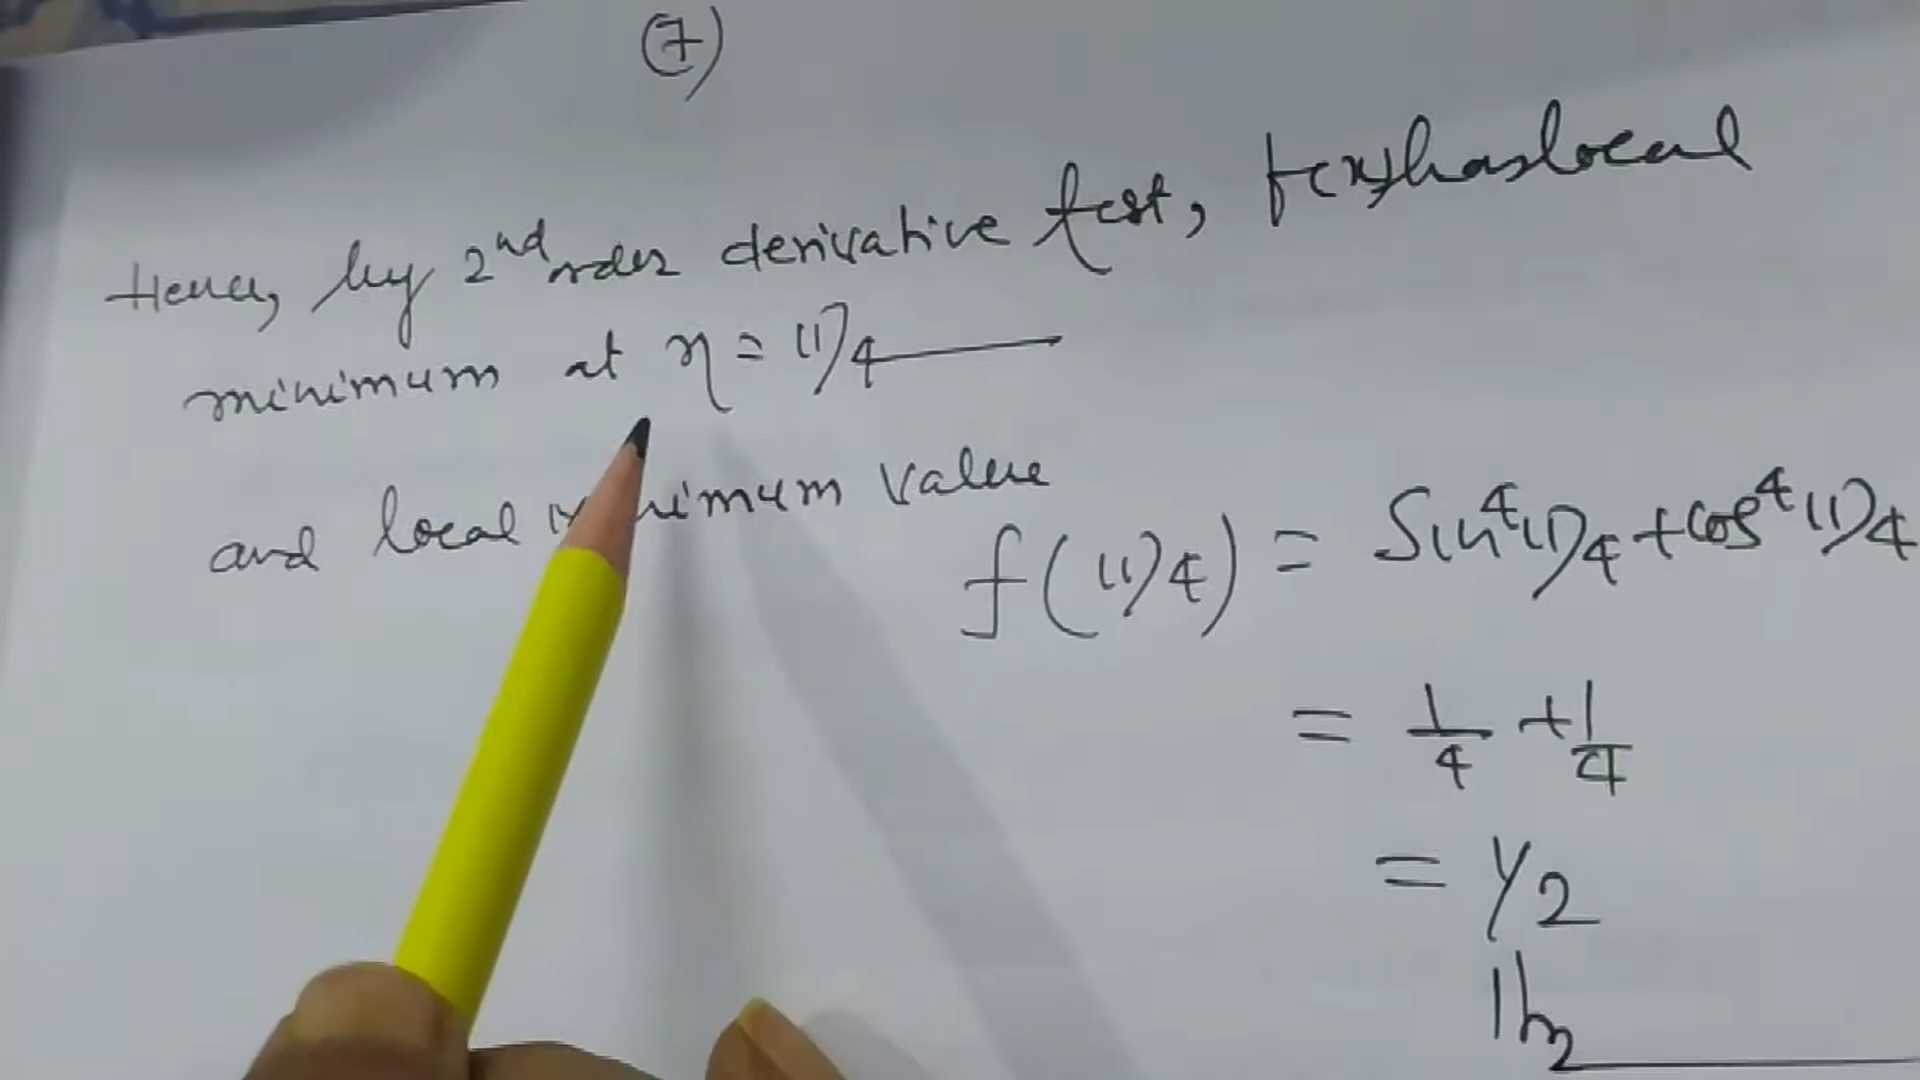 (7)
Hence, by 2nd order derivative test, f(x) has local
minimum at x = π/4
and local minimum value
f(π/4) = Sin⁴π/4 + cos⁴π/4
= 1/4 + 1/4
= 1/2